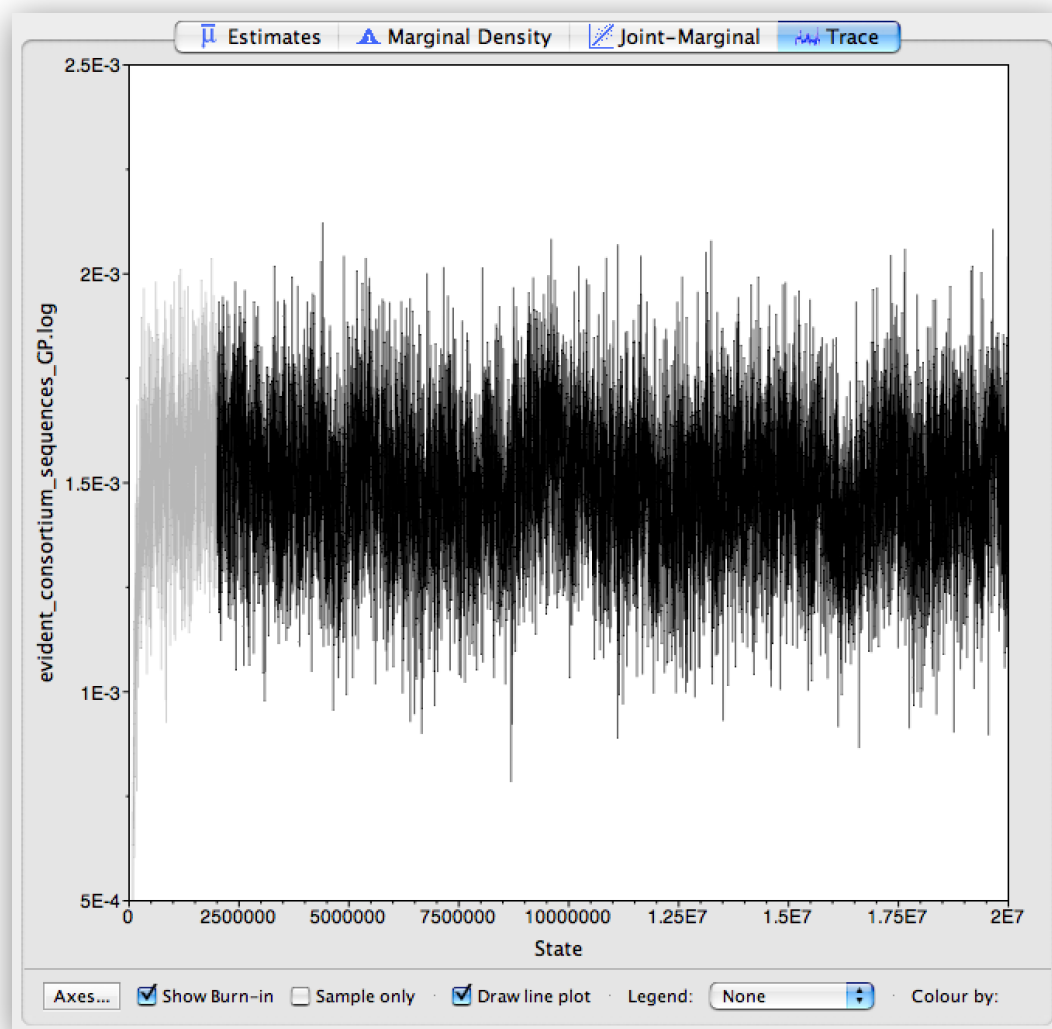 μ Estimates Marginal Density Joint-Marginal Trace
2.5E-3
2E-3
1.5E-3
1E-3
5E-4
evident_consortium_sequences_GP.log
0 2500000 5000000 7500000 10000000 1.25E7 1.5E7 1.75E7 2E7
State
Axes... Show Burn-in Sample only Draw line plot Legend: None Colour by: